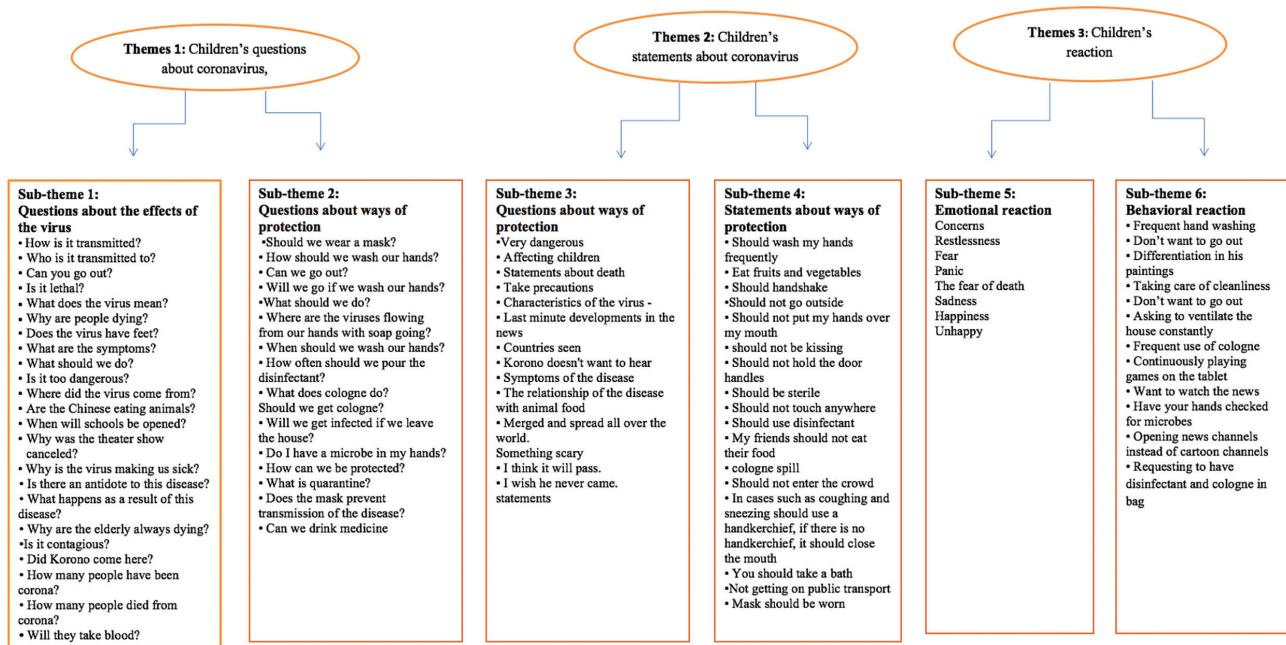 Themes 1: Children's questions
about coronavirus,
Themes 2: Children's
statements about coronavirus
Themes 3: Children's
reaction
Sub-theme 1:
Questions about the effects of
the virus
• How is it transmitted?
• Who is it transmitted to?
• Can you go out?
• Is it lethal?
• What does the virus mean?
• Why are people dying?
• Does the virus have feet?
• What are the symptoms?
• What should we do?
• Is it too dangerous?
• Where did the virus come from?
• Are the Chinese eating animals?
• When will schools be opened?
• Why was the theater show
canceled?
• Why is the virus making us sick?
• Is there an antidote to this disease?
• What happens as a result of this
disease?
• Why are the elderly always dying?
•Is it contagious?
• Did Korono come here?
• How many people have been
corona?
• How many people died from
corona?
• Will they take blood?
Sub-theme 2:
Questions about ways of
protection
•Should we wear a mask?
• How should we wash our hands?
• Can we go out?
• Will we go if we wash our hands?
•What should we do?
• Where are the viruses flowing
from our hands with soap going?
• When should we wash our hands?
• How often should we pour the
disinfectant?
• What does cologne do?
Should we get cologne?
• Will we get infected if we leave
the house?
• Do I have a microbe in my hands?
• How can we be protected?
• What is quarantine?
• Does the mask prevent
transmission of the disease?
• Can we drink medicine
Sub-theme 3:
Questions about ways of
protection
•Very dangerous
• Affecting children
• Statements about death
• Take precautions
• Characteristics of the virus -
• Last minute developments in the
news
• Countries seen
• Korono doesn't want to hear
• Symptoms of the disease
• The relationship of the disease
with animal food
• Merged and spread all over the
world.
Something scary
• I think it will pass.
• I wish he never came.
statements
Sub-theme 4:
Statements about ways of
protection
• Should wash my hands
frequently
• Eat fruits and vegetables
• Should handshake
•Should not go outside
• Should not put my hands over
my mouth
• should not be kissing
• Should not hold the door
handles
• Should be sterile
• Should not touch anywhere
• Should use disinfectant
• My friends should not eat
their food
• cologne spill
• Should not enter the crowd
• In cases such as coughing and
sneezing should use a
handkerchief, if there is no
handkerchief, it should close
the mouth
• You should take a bath
•Not getting on public transport
• Mask should be worn
Sub-theme 5:
Emotional reaction
Concerns
Restlessness
Fear
Panic
The fear of death
Sadness
Happiness
Unhappy
Sub-theme 6:
Behavioral reaction
• Frequent hand washing
• Don't want to go out
• Differentiation in his
paintings
• Taking care of cleanliness
• Don't want to go out
• Asking to ventilate the
house constantly
• Frequent use of cologne
• Continuously playing
games on the tablet
• Want to watch the news
• Have your hands checked
for microbes
• Opening news channels
instead of cartoon channels
• Requesting to have
disinfectant and cologne in
bag